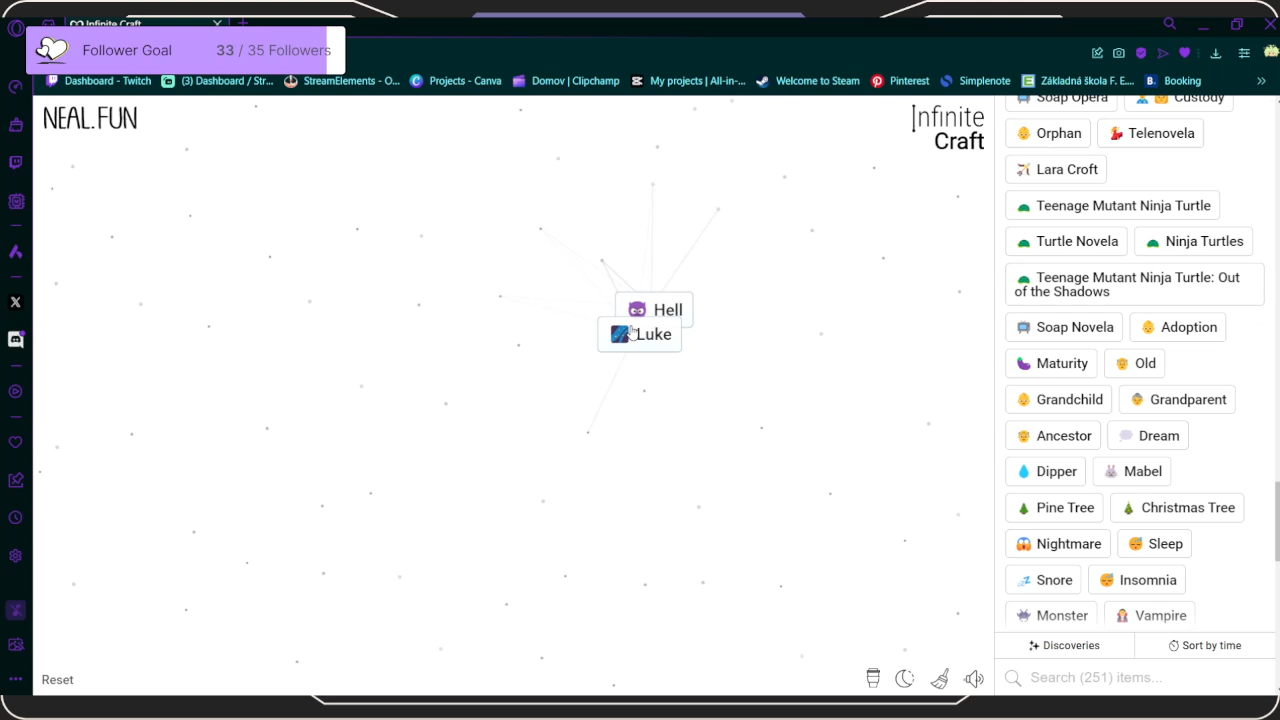 Infinite Craft
Follower Goal 33 / 35 Followers
Dashboard - Twitch
(3) Dashboard / Str...
StreamElements - O...
Projects - Canva
Domov | Clipchamp
My projects | All-in-...
Welcome to Steam
Pinterest
Simplenote
Základná škola F. E...
B. Booking
»
NEAL.FUN
Infinite
Craft
Soap Opera
Custody
Orphan
Telenovela
Lara Croft
Teenage Mutant Ninja Turtle
Turtle Novela
Ninja Turtles
Teenage Mutant Ninja Turtle: Out
of the Shadows
Hell
Luke
Soap Novela
Adoption
Maturity
Old
Grandchild
Grandparent
Ancestor
Dream
Dipper
Mabel
Pine Tree
Christmas Tree
Nightmare
Sleep
Snore
Insomnia
Monster
Vampire
Discoveries
Sort by time
Reset
Search (251) items...